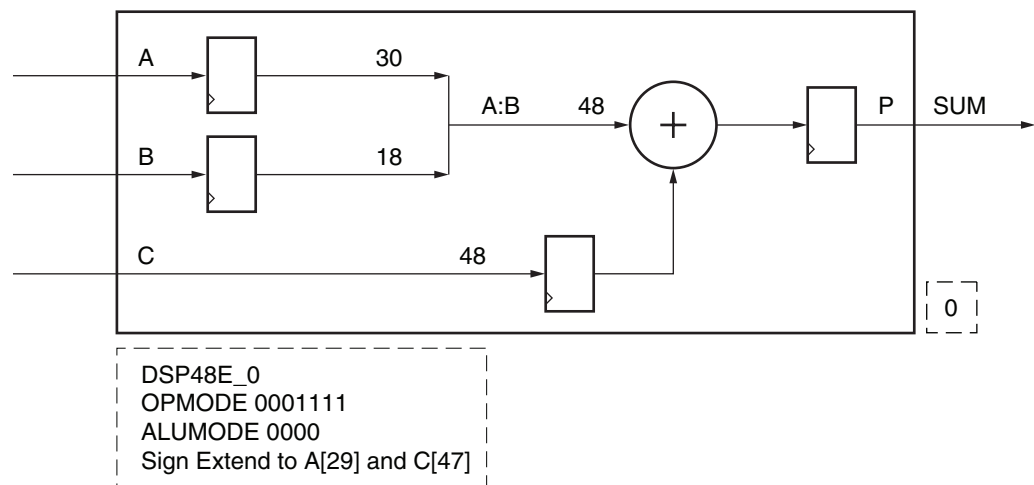 A
30
A:B
48
+
P
SUM
B
18
C
48
0
DSP48E_0
OPMODE 0001111
ALUMODE 0000
Sign Extend to A[29] and C[47]